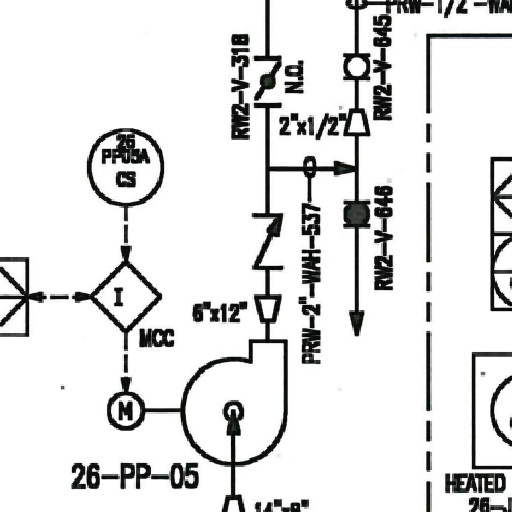 PRW-1/2"-WAH
RW2-V-645
RW2-V-318
N.O.
2"x1/2"
26
PP05A
CS
RW2-V-646
PRW-2"-WAH-537
I
6"x12"
MCC
M
26-PP-05
14"x8"
HEATED
26-